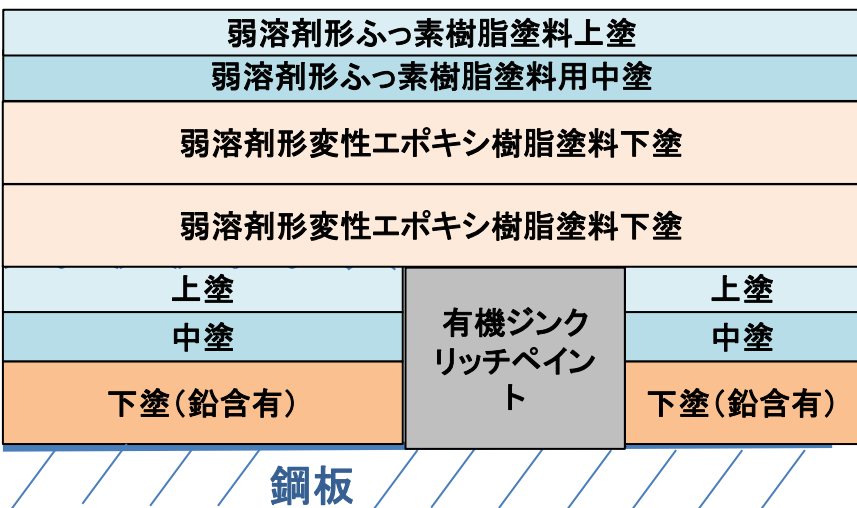 弱溶剤形ふっ素樹脂塗料上塗
弱溶剤形ふっ素樹脂塗料用中塗
弱溶剤形変性エポキシ樹脂塗料下塗
弱溶剤形変性エポキシ樹脂塗料下塗
上塗
中塗
下塗（鉛含有）
有機ジンク
リッチペイン
ト
上塗
中塗
下塗（鉛含有）
鋼板